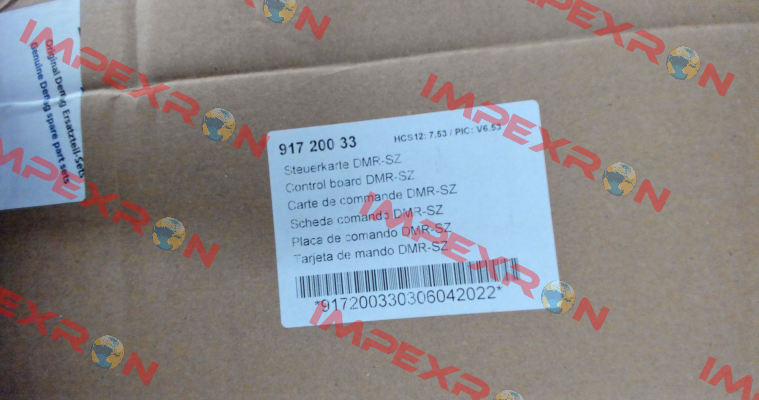 Original Demag Ersatzteil-Sets
Genuine Demag spare part sets
917 200 33 HCS12: 7.53 / PIC: V6.53
Steuerkarte DMR-SZ
Control board DMR-SZ
Carte de commande DMR-SZ
Scheda comando DMR-SZ
Placa de comando DMR-SZ
Tarjeta de mando DMR-SZ
*917200330306042022*
IMPEXRON
IMPEXRON
IMPEXRON
IMPEXRON
IMPEXRON
IMPEXRON
IMPEXRON